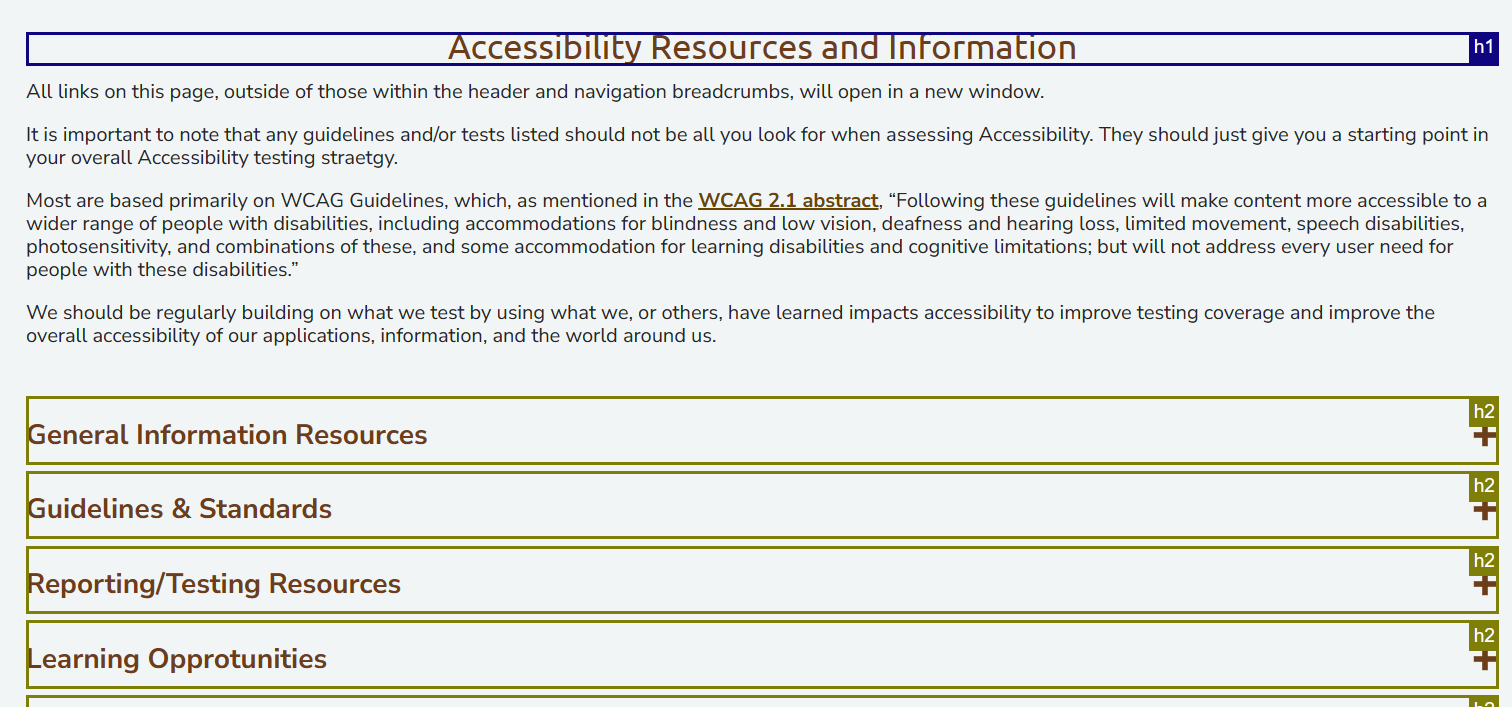 Accessibility Resources and Information h1
All links on this page, outside of those within the header and navigation breadcrumbs, will open in a new window.
It is important to note that any guidelines and/or tests listed should not be all you look for when assessing Accessibility. They should just give you a starting point in
your overall Accessibility testing straetgy.
Most are based primarily on WCAG Guidelines, which, as mentioned in the WCAG 2.1 abstract, “Following these guidelines will make content more accessible to a
wider range of people with disabilities, including accommodations for blindness and low vision, deafness and hearing loss, limited movement, speech disabilities,
photosensitivity, and combinations of these, and some accommodation for learning disabilities and cognitive limitations; but will not address every user need for
people with these disabilities.”
We should be regularly building on what we test by using what we, or others, have learned impacts accessibility to improve testing coverage and improve the
overall accessibility of our applications, information, and the world around us.
h2
General Information Resources +
h2
Guidelines & Standards +
h2
Reporting/Testing Resources +
h2
Learning Opprotunities +
h2